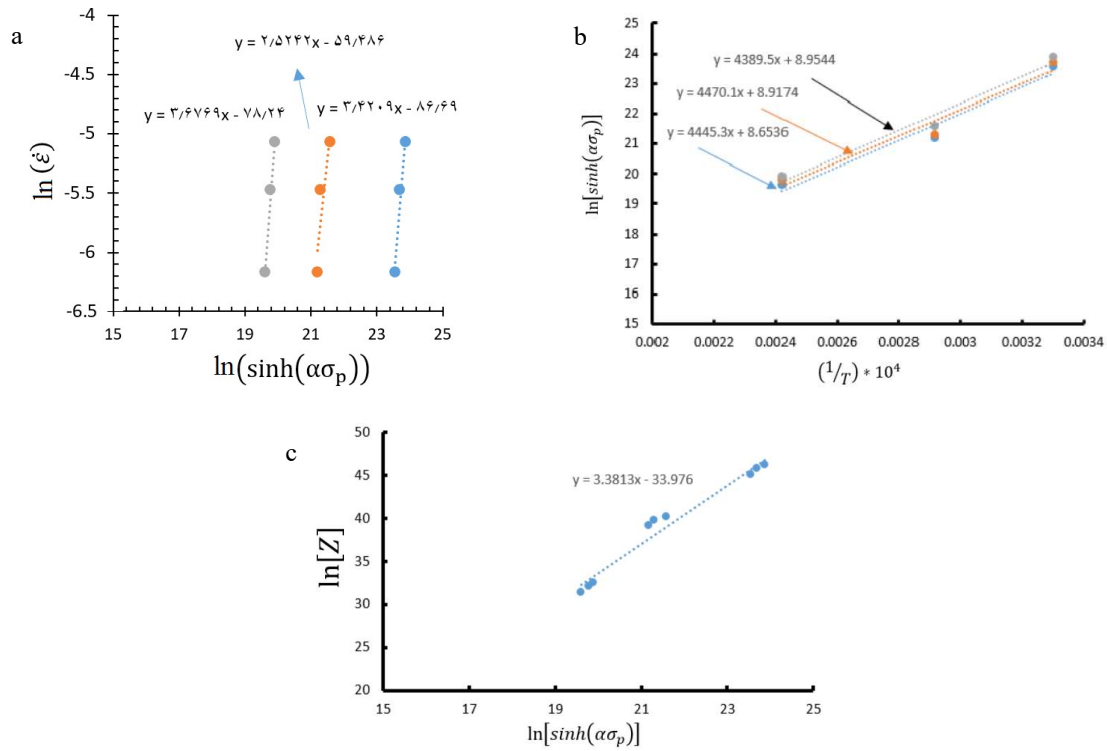 a
-4
-4.5
-5
-5.5
-6
-6.5
ln (ε̇)
y = ۲٫۵۲۴۲x - ۵۹٫۴۸۶
y = ۳٫۶۷۶۹x - ۷۸٫۲۴
y = ۳٫۴۲۰۹x - ۸۶٫۶۹
15 17 19 21 23 25
ln(sinh(ασₚ))
b
25
24
23
22
21
20
19
18
17
16
15
ln[sinh(ασₚ)]
y = 4389.5x + 8.9544
y = 4470.1x + 8.9174
y = 4445.3x + 8.6536
0.002 0.0022 0.0024 0.0026 0.0028 0.003 0.0032 0.0034
(1/T) * 10⁴
c
50
45
40
35
30
25
20
ln[Z]
y = 3.3813x - 33.976
15 17 19 21 23 25
ln[sinh(ασₚ)]